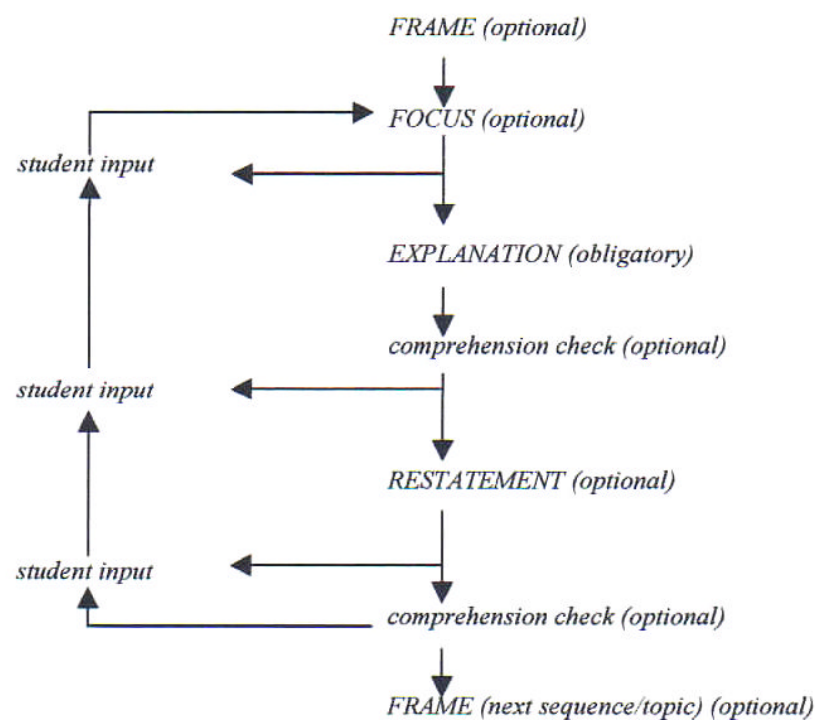 FRAME (optional)
FOCUS (optional)
student input
EXPLANATION (obligatory)
comprehension check (optional)
student input
RESTATEMENT (optional)
student input
comprehension check (optional)
FRAME (next sequence/topic) (optional)